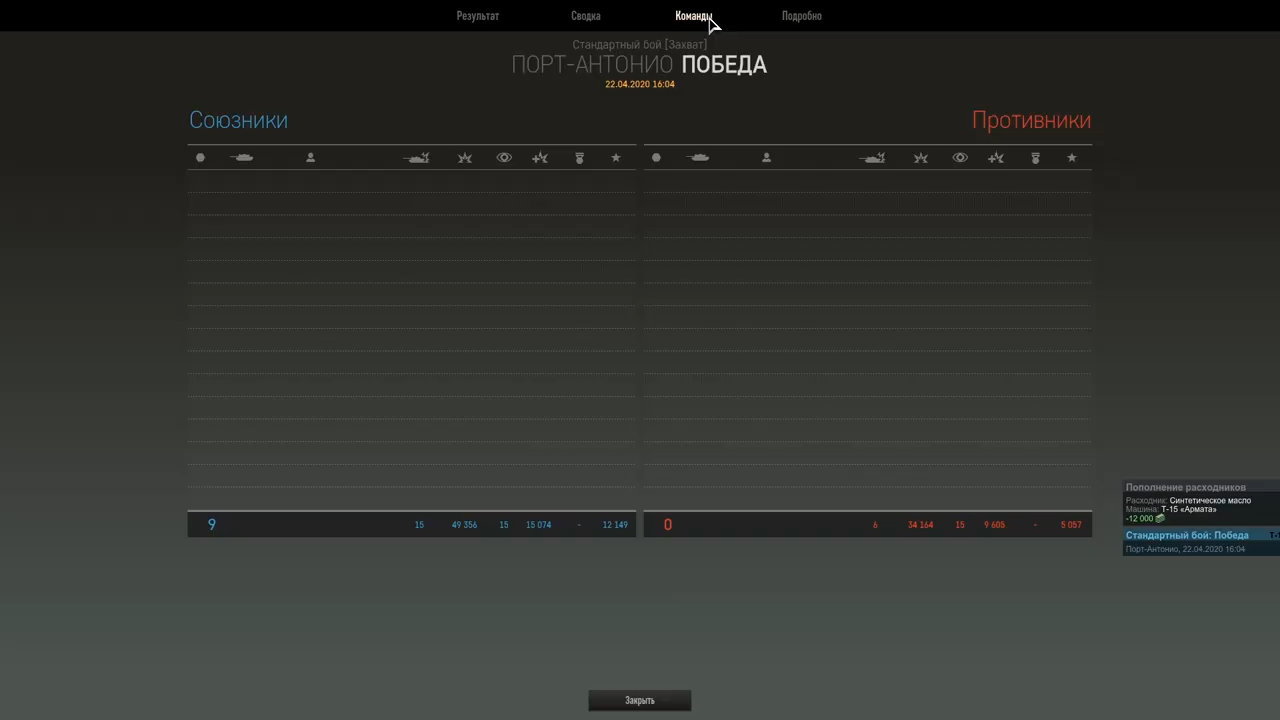 Результат Сводка Команды Подробно
Стандартный бой [Захват]
ПОРТ-АНТОНИО ПОБЕДА
22.04.2020 16:04
Союзники Противники
9 15 49 356 15 15 074 - 12 149 0 6 34 164 15 9 605 - 5 057
Пополнение расходников
Расходник: Синтетическое масло
Машина: Т-15 «Армата»
-12 000
Стандартный бой: Победа
Порт-Антонио, 22.04.2020 16:04
Закрыть